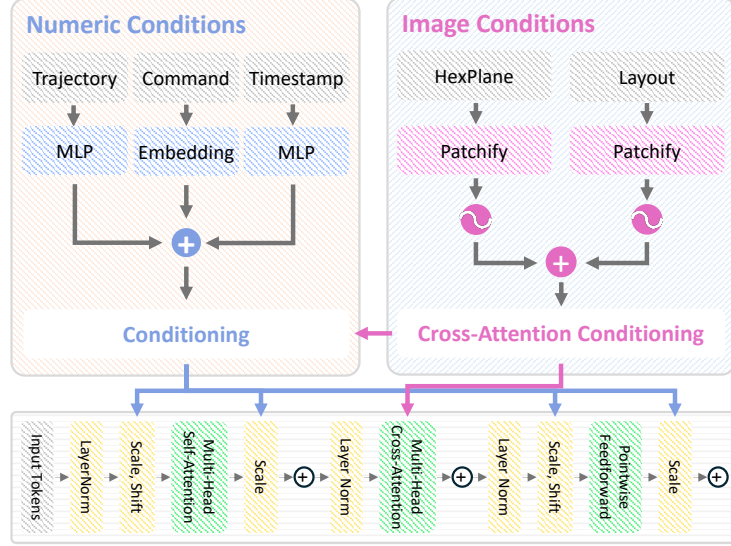 Numeric Conditions
Image Conditions
Trajectory
Command
Timestamp
HexPlane
Layout
MLP
Embedding
MLP
Patchify
Patchify
Conditioning
Cross-Attention Conditioning
Input Tokens
LayerNorm
Scale, Shift
Multi-Head
Self-Attention
Scale
Layer Norm
Multi-Head
Cross-Attention
Layer Norm
Scale, Shift
Pointwise
Feedforward
Scale